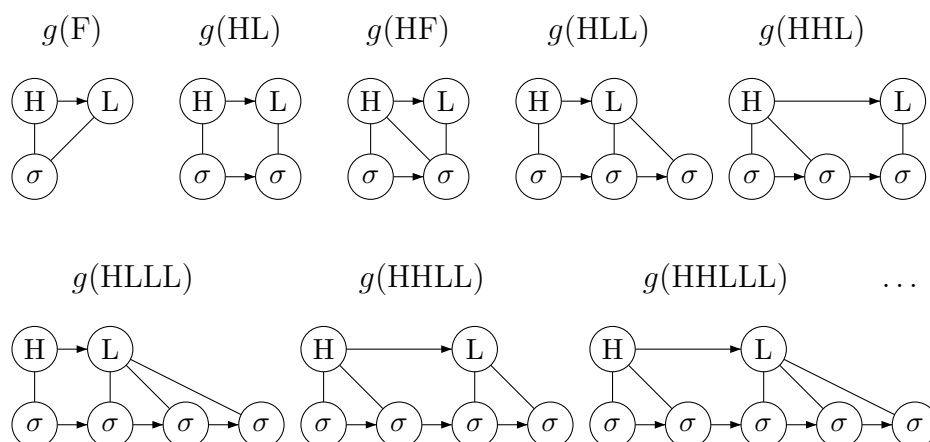 g(F) g(HL) g(HF) g(HLL) g(HHL)
H L H L H L H L H L
σ σ σ σ σ σ σ σ σ σ σ
g(HLLL) g(HHLL) g(HHLLL) ...
H L H L H L
σ σ σ σ σ σ σ σ σ σ σ σ σ